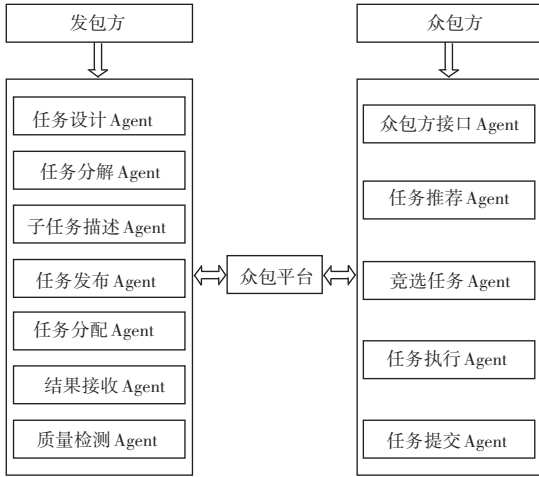 发包方
任务设计 Agent
任务分解 Agent
子任务描述 Agent
任务发布 Agent
任务分配 Agent
结果接收 Agent
质量检测 Agent
众包平台
众包方
众包方接口 Agent
任务推荐 Agent
竞选任务 Agent
任务执行 Agent
任务提交 Agent